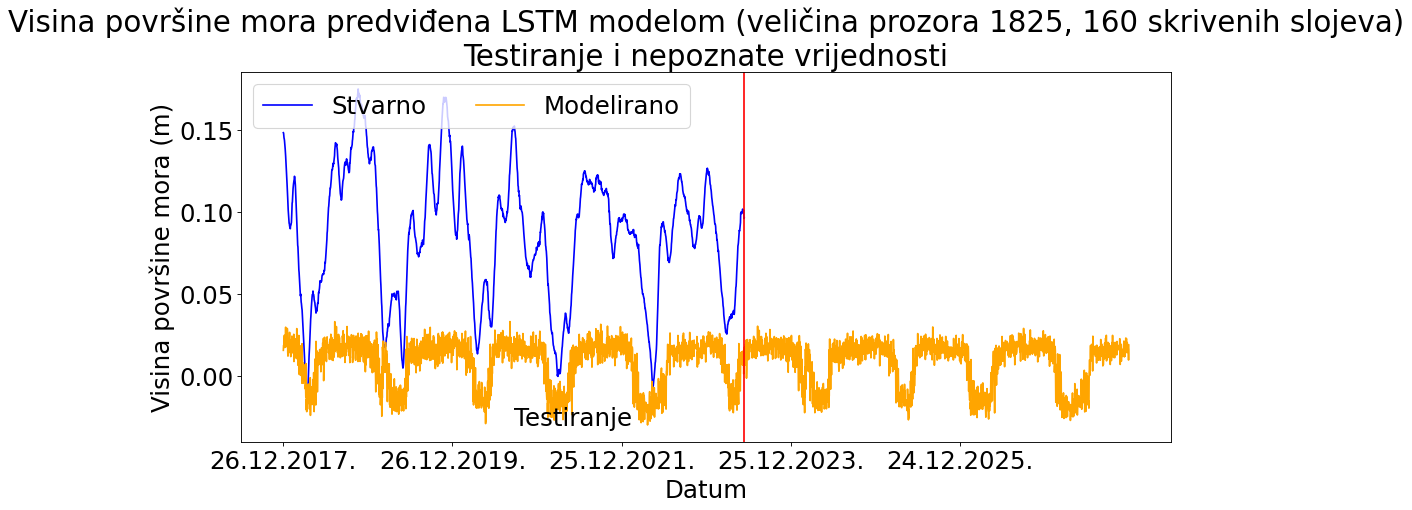 Visina površine mora predviđena LSTM modelom (veličina prozora 1825, 160 skrivenih slojeva)
Testiranje i nepoznate vrijednosti
Stvarno Modelirano
Visina površine mora (m)
0.15
0.10
0.05
0.00
Testiranje
26.12.2017. 26.12.2019. 25.12.2021. 25.12.2023. 24.12.2025.
Datum